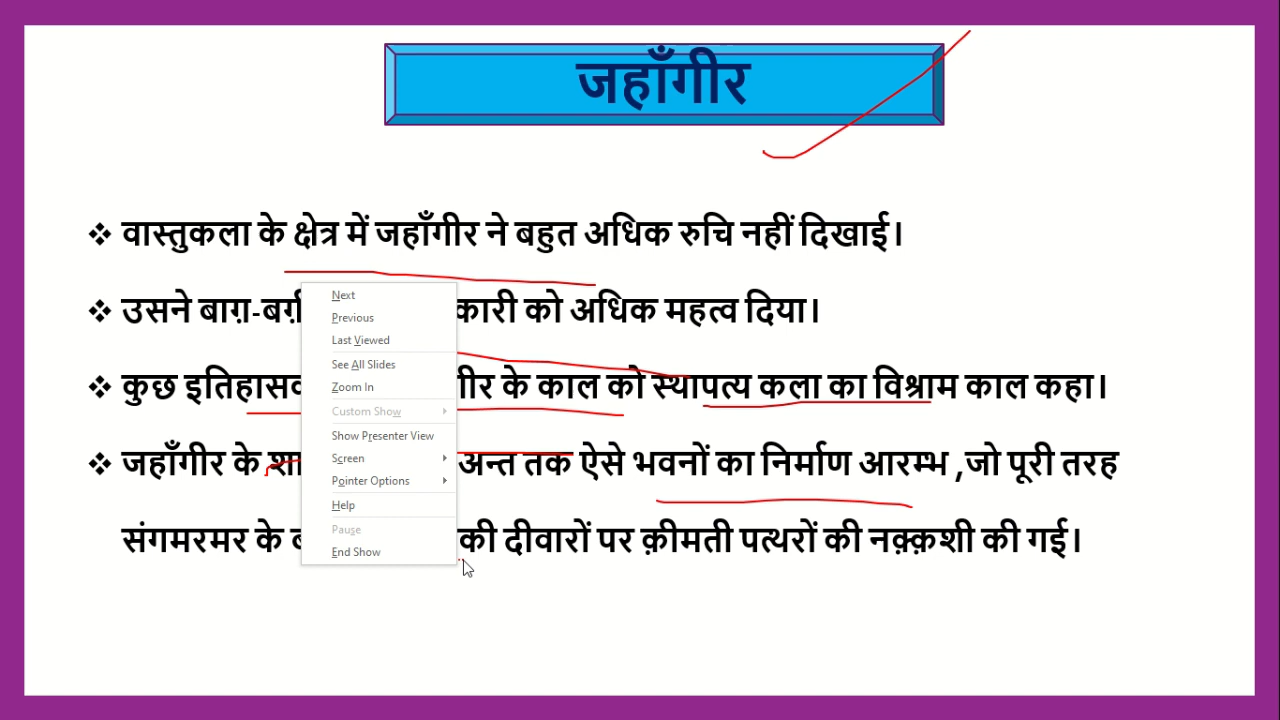 जहाँगीर
❖ वास्तुकला के क्षेत्र में जहाँगीर ने बहुत अधिक रुचि नहीं दिखाई।
❖ उसने बाग़-बग़ कारी को अधिक महत्व दिया।
❖ कुछ इतिहास गीर के काल को स्थापत्य कला का विश्राम काल कहा।
❖ जहाँगीर के शा अन्त तक ऐसे भवनों का निर्माण आरम्भ ,जो पूरी तरह
संगमरमर के की दीवारों पर क़ीमती पत्थरों की नक़्क़शी की गई।
Next
Previous
Last Viewed
See All Slides
Zoom In
Custom Show
Show Presenter View
Screen
Pointer Options
Help
Pause
End Show